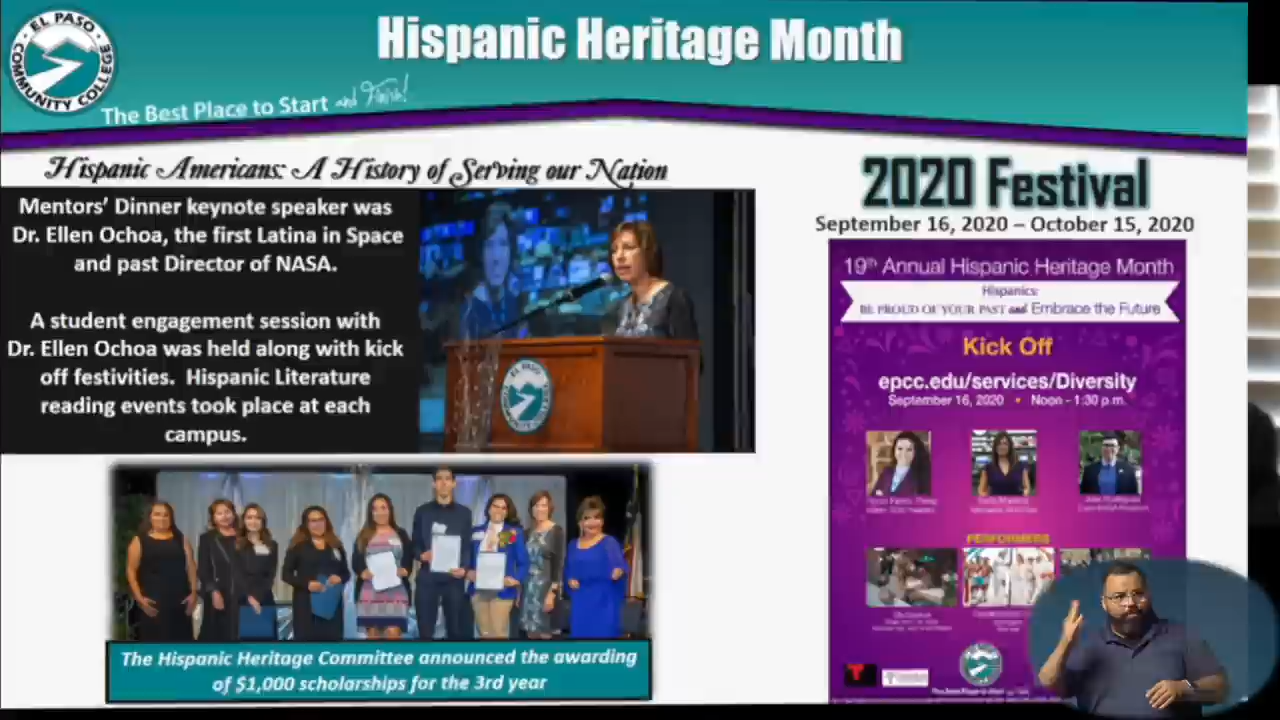 EL PASO
COMMUNITY COLLEGE
Hispanic Heritage Month
The Best Place to Start and Finish!
Hispanic Americans: A History of Serving our Nation
Mentors’ Dinner keynote speaker was
Dr. Ellen Ochoa, the first Latina in Space
and past Director of NASA.
A student engagement session with
Dr. Ellen Ochoa was held along with kick
off festivities. Hispanic Literature
reading events took place at each
campus.
EL PASO
COMMUNITY COLLEGE
The Hispanic Heritage Committee announced the awarding
of $1,000 scholarships for the 3rd year
2020 Festival
September 16, 2020 – October 15, 2020
19th Annual Hispanic Heritage Month
Hispanics:
BE PROUD OF YOUR PAST and Embrace the Future
Kick Off
epcc.edu/services/Diversity
September 16, 2020 • Noon - 1:30 p.m.
PERFORMERS